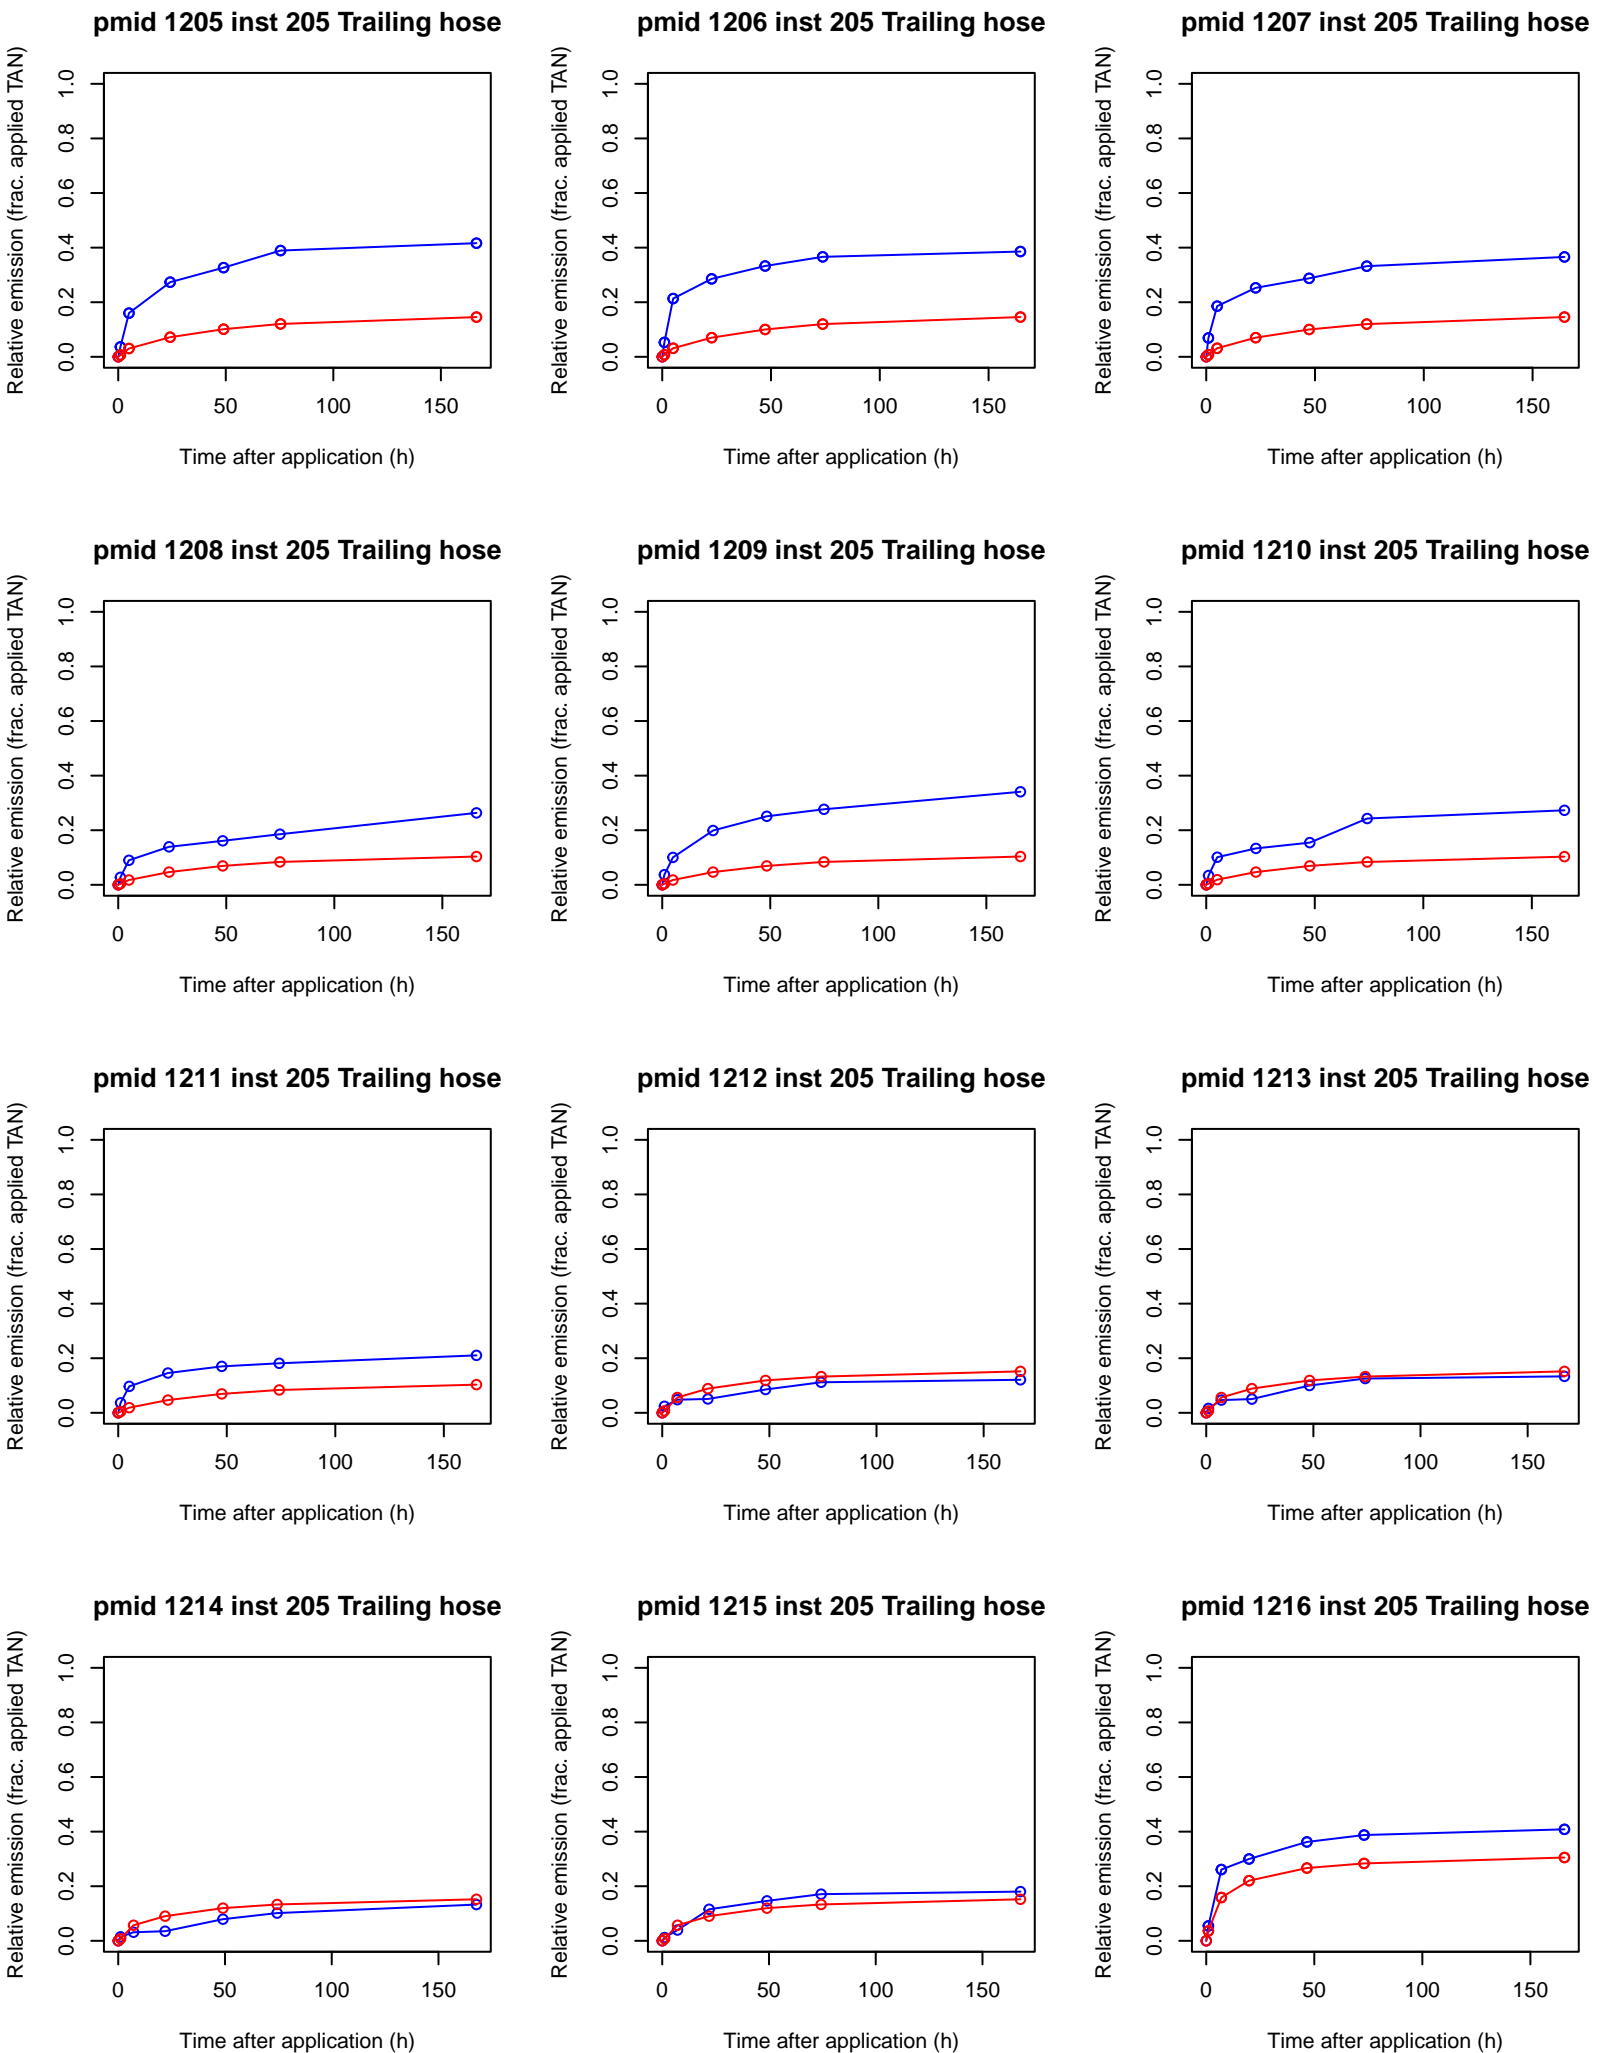 pmid 1205 inst 205 Trailing hose
Relative emission (frac. applied TAN)
0.0 0.2 0.4 0.6 0.8 1.0
0 50 100 150
Time after application (h)
pmid 1206 inst 205 Trailing hose
Relative emission (frac. applied TAN)
0.0 0.2 0.4 0.6 0.8 1.0
0 50 100 150
Time after application (h)
pmid 1207 inst 205 Trailing hose
Relative emission (frac. applied TAN)
0.0 0.2 0.4 0.6 0.8 1.0
0 50 100 150
Time after application (h)
pmid 1208 inst 205 Trailing hose
Relative emission (frac. applied TAN)
0.0 0.2 0.4 0.6 0.8 1.0
0 50 100 150
Time after application (h)
pmid 1209 inst 205 Trailing hose
Relative emission (frac. applied TAN)
0.0 0.2 0.4 0.6 0.8 1.0
0 50 100 150
Time after application (h)
pmid 1210 inst 205 Trailing hose
Relative emission (frac. applied TAN)
0.0 0.2 0.4 0.6 0.8 1.0
0 50 100 150
Time after application (h)
pmid 1211 inst 205 Trailing hose
Relative emission (frac. applied TAN)
0.0 0.2 0.4 0.6 0.8 1.0
0 50 100 150
Time after application (h)
pmid 1212 inst 205 Trailing hose
Relative emission (frac. applied TAN)
0.0 0.2 0.4 0.6 0.8 1.0
0 50 100 150
Time after application (h)
pmid 1213 inst 205 Trailing hose
Relative emission (frac. applied TAN)
0.0 0.2 0.4 0.6 0.8 1.0
0 50 100 150
Time after application (h)
pmid 1214 inst 205 Trailing hose
Relative emission (frac. applied TAN)
0.0 0.2 0.4 0.6 0.8 1.0
0 50 100 150
Time after application (h)
pmid 1215 inst 205 Trailing hose
Relative emission (frac. applied TAN)
0.0 0.2 0.4 0.6 0.8 1.0
0 50 100 150
Time after application (h)
pmid 1216 inst 205 Trailing hose
Relative emission (frac. applied TAN)
0.0 0.2 0.4 0.6 0.8 1.0
0 50 100 150
Time after application (h)